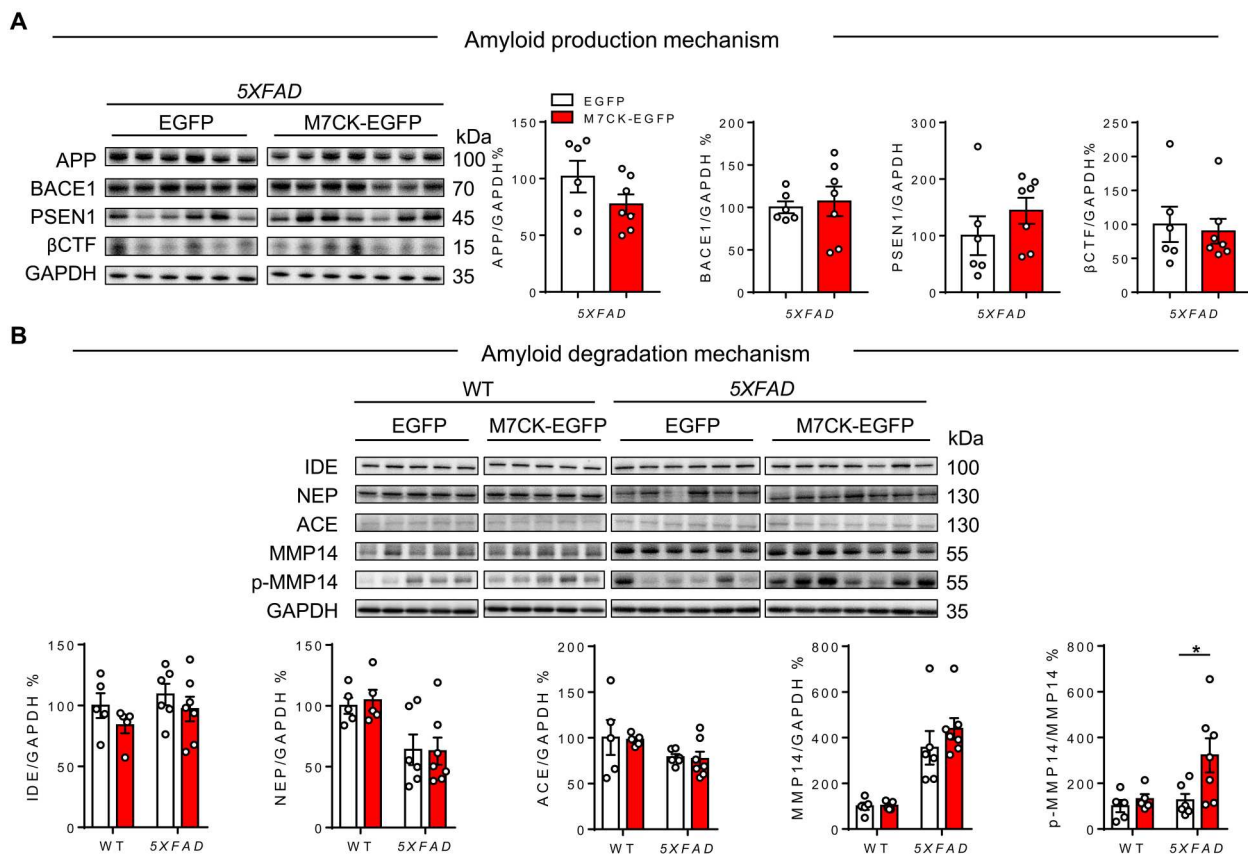 A
Amyloid production mechanism
5XFAD
EGFP M7CK-EGFP kDa
APP 100
BACE1 70
PSEN1 45
βCTF 15
GAPDH 35
EGFP
M7CK-EGFP
APP/GAPDH%
150
100
50
0
5XFAD
BACE1/GAPDH %
200
150
100
50
0
5XFAD
PSEN1/GAPDH
300
200
100
0
5XFAD
βCTF/GAPDH%
300
200
100
0
5XFAD
B
Amyloid degradation mechanism
WT 5XFAD
EGFP M7CK-EGFP EGFP M7CK-EGFP kDa
IDE 100
NEP 130
ACE 130
MMP14 55
p-MMP14 55
GAPDH 35
IDE/GAPDH %
150
100
50
0
WT 5XFAD
NEP/GAPDH %
150
100
50
0
WT 5XFAD
ACE/GAPDH %
200
150
100
50
0
WT 5XFAD
MMP14/GAPDH %
800
600
400
200
0
WT 5XFAD
p-MMP14/MMP14 %
800
600
400
200
0
*
WT 5XFAD